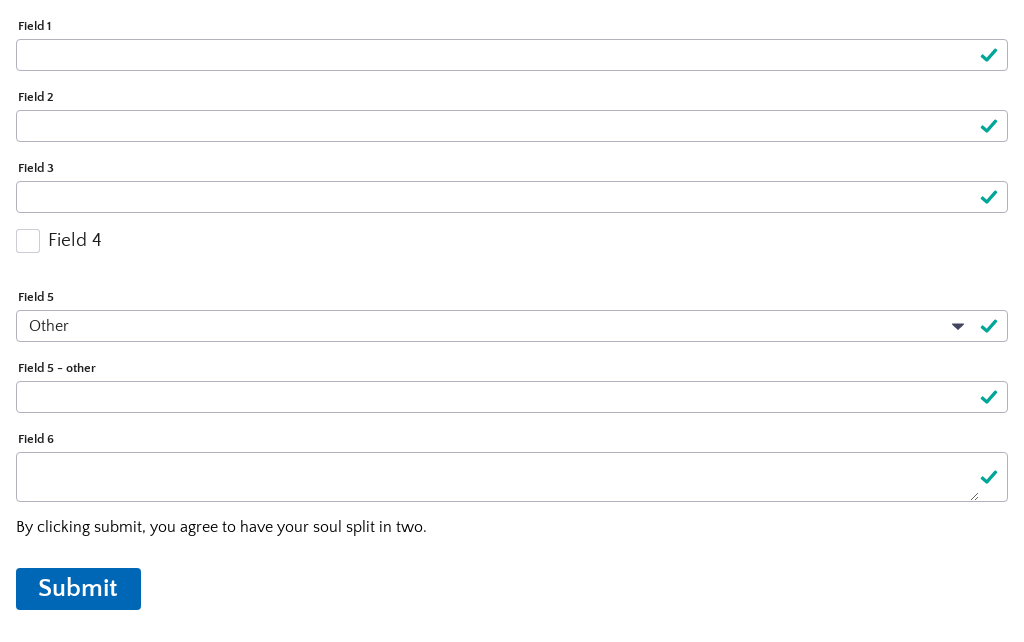 Field 1
Field 2
Field 3
Field 4
Field 5
Other
Field 5 - other
Field 6
By clicking submit, you agree to have your soul split in two.
Submit